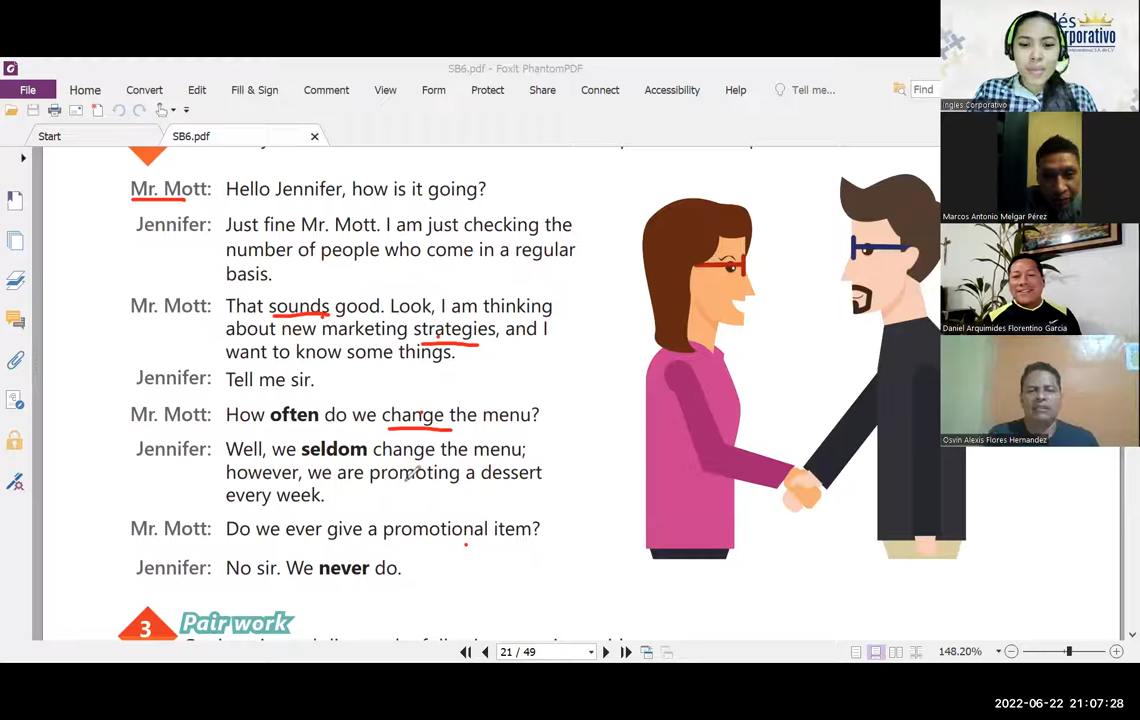 SB6.pdf - Foxit PhantomPDF
File Home Convert Edit Fill & Sign Comment View Form Protect Share Connect Accessibility Help Tell me... Find
Start SB6.pdf
Mr. Mott: Hello Jennifer, how is it going?
Jennifer: Just fine Mr. Mott. I am just checking the
number of people who come in a regular
basis.
Mr. Mott: That sounds good. Look, I am thinking
about new marketing strategies, and I
want to know some things.
Jennifer: Tell me sir.
Mr. Mott: How often do we change the menu?
Jennifer: Well, we seldom change the menu;
however, we are promoting a dessert
every week.
Mr. Mott: Do we ever give a promotional item?
Jennifer: No sir. We never do.
3 Pair work
21 / 49
148.20%
Ingles Corporativo
Marcos Antonio Melgar Pérez
Daniel Arquimides Florentino Garcia
Osvin Alexis Flores Hernandez
2022-06-22 21:07:28